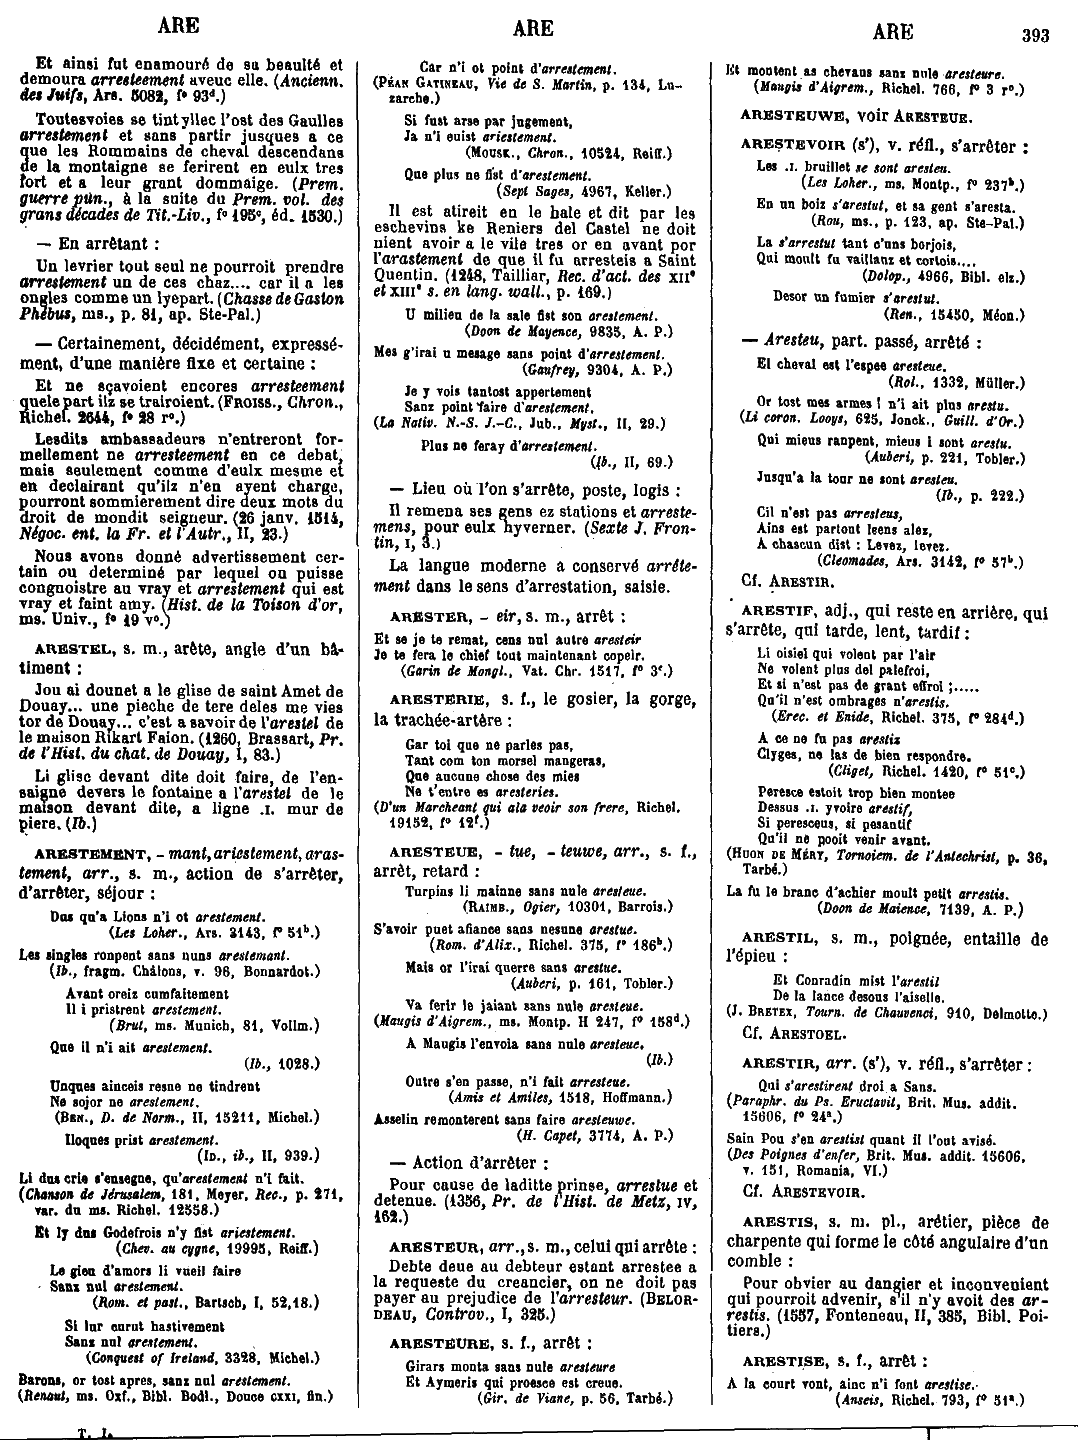 ARE
ARE
ARE 393
Et ainsi fut enamouré de sa beaulté et
demoura arresteement aveuc elle. (Ancienn.
des Juifs, Ars. 5082, f° 93d.)
Toutesvoies se tint yllec l'ost des Gaulles
arrestement et sans partir jusques a ce
que les Rommains de cheval descendans
de la montaigne se ferirent en eulx tres
fort et a leur grant dommaige. (Prem.
guerre pun., à la suite du Prem. vol. des
grans décades de Tit.-Liv., f° 195c, éd. 1530.)
— En arrêtant :
Un levrier tout seul ne pourroit prendre
arrestement un de ces chaz.... car il a les
ongles comme un lyepart. (Chasse de Gaston
Phébus, ms., p. 81, ap. Ste-Pal.)
— Certainement, décidément, expressé-
ment, d'une manière fixe et certaine :
Et ne sçavoient encores arresteement
quele part ilz se trairoient. (FROISS., Chron.,
Richel. 2644, f° 28 r°.)
Lesdits ambassadeurs n'entreront for-
mellement ne arresteement en ce debat,
mais seulement comme d'eulx mesme et
en declairant qu'ilz n'en ayent charge,
pourront sommierement dire deux mots du
droit de mondit seigneur. (26 janv. 1514,
Négoc. ent. la Fr. et l'Autr., II, 23.)
Nous avons donné advertissement cer-
tain ou determiné par lequel on puisse
congnoistre au vray et arrestement qui est
vray et faint amy. (Hist. de la Toison d'or,
ms. Univ., f° 19 v°.)
ARESTEL, s. m., arête, angle d'un bâ-
timent :
Jou ai dounet a le glise de saint Amet de
Douay... une pieche de tere deles me vies
tor de Douay... c'est a savoir de l'arestel de
le maison Rikart Faion. (1260, Brassart, Pr.
de l'Hist. du chat. de Douay, I, 83.)
Li glise devant dite doit faire, de l'en-
saigne devers le fontaine a l'arestel de le
maison devant dite, a ligne .I. mur de
piere. (Ib.)
ARESTEMENT, - mant, ariestement, aras-
tement, arr., s. m., action de s'arrêter,
d'arrêter, séjour :
Dus qu'a Lions n'i ot arestement.
(Les Loher., Ars. 3143, f° 51b.)
Les singles ronpent sans nuns arestemant.
(Ib., fragm. Châlons, v. 96, Bonnardot.)
Avant oreiz cumfaitement
Il i pristrent arestement.
(Brut, ms. Munich, 81, Vollm.)
Que il n'i ait arestement.
(Ib., 1028.)
Unques ainceis resne ne tindrent
Ne sojor ne arestement.
(BEN., D. de Norm., II, 15211, Michel.)
Iloques prist arestement.
(ID., ib., II, 939.)
Li dus crie s'ensegne, qu'arestement n'i fait.
(Chanson de Jérusalem, 181, Meyer, Rec., p. 271,
var. du ms. Richel. 12558.)
Et ly dus Godefrois n'y fist ariestement.
(Chev. au cygne, 19995, Reiff.)
Le gieu d'amors li vueil faire
Sanz nul arestement.
(Rom. et past., Bartsch, I, 52,18.)
Si lur curut hastivement
Sanz nul arestement.
(Conquest of Ireland, 3328, Michel.)
Barons, or tost apres, sanz nul arestement.
(Renaut, ms. Oxf., Bibl. Bodl., Douce CXXI, fin.)
T. I.
Car n'i ot point d'arrestement.
(PÉAN GATINEAU, Vie de S. Martin, p. 134, Lu-
zarche.)
Si fust arse par jugement,
Ja n'i euist ariestement.
(MOUSK., Chron., 10524, Reiff.)
Que plus ne fist d'arestement.
(Sept Sages, 4967, Keller.)
Il est atireit en le hale et dit par les
eschevins ke Reniers del Castel ne doit
nient avoir a le vile tres or en avant por
l'arastement de que il fu arresteis a Saint
Quentin. (1248, Tailliar, Rec. d'act. des XIIe
et XIIIe s. en lang. wall., p. 169.)
U milieu de la sale fist son arestement.
(Doon de Mayence, 9835, A. P.)
Mes g'irai u mesage sans point d'arrestement.
(Gaufrey, 9304, A. P.)
Je y vois tantost appertement
Sanz point faire d'arestement.
(La Nativ. N.-S. J.-C., Jub., Myst., II, 29.)
Plus ne feray d'arrestement.
(Ib., II, 69.)
— Lieu où l'on s'arrête, poste, logis :
Il remena ses gens ez stations et arreste-
mens, pour eulx hyverner. (Sexte J. Fron-
tin, I, 3.)
La langue moderne a conservé arrête-
ment dans le sens d'arrestation, saisie.
ARESTER, - eir, s. m., arrêt :
Et se je te remat, cens nul autre aresteir
Je te fera le chief tout maintenant copeir.
(Garin de Mongl., Vat. Chr. 1517, f° 3c.)
ARESTERIE, s. f., le gosier, la gorge,
la trachée-artère :
Gar toi que ne parles pas,
Tant com ton morsel mangeras,
Que aucune chose des mies
Ne t'entre es aresteries.
(D'un Marcheant qui ala veoir son frere, Richel.
19152, f° 12f.)
ARESTEUE, - tue, - teuwe, arr., s. f.,
arrêt, retard :
Turpins li mainne sans nule aresteue.
(RAIMB., Ogier, 10301, Barrois.)
S'avoir puet afiance sans nesune arestue.
(Rom. d'Alix., Richel. 375, f° 186b.)
Mais or l'irai querre sans arestue.
(Auberi, p. 161, Tobler.)
Va ferir le jaiant sans nule aresteue.
(Maugis d'Aigrem., ms. Montp. H 247, f° 158d.)
A Maugis l'envoia sans nule aresteue.
(Ib.)
Outre s'en passe, n'i fait arresteue.
(Amis et Amiles, 1518, Hoffmann.)
Asselin remonterent sans faire aresteuwe.
(H. Capet, 3774, A. P.)
— Action d'arrêter :
Pour cause de laditte prinse, arrestue et
detenue. (1356, Pr. de l'Hist. de Metz, IV,
162.)
ARESTEUR, arr., s. m., celui qui arrête :
Debte deue au debteur estant arrestee a
la requeste du creancier, on ne doit pas
payer au prejudice de l'arresteur. (BELOR-
DEAU, Controv., I, 325.)
ARESTEURE, s. f., arrêt :
Girars monta sans nule aresteure
Et Aymeris qui proesce est creue.
(Gir. de Viane, p. 56, Tarbé.)
Et montent as chevaus sanz nule aresteure.
(Maugis d'Aigrem., Richel. 766, f° 3 r°.)
ARESTEUWE, voir ARESTEUE.
ARESTEVOIR (s'), v. réfl., s'arrêter :
Les .I. bruillet se sont aresteu.
(Les Loher., ms. Montp., f° 237b.)
En un boiz s'arestut, et sa gent s'aresta.
(Rou, ms., p. 123, ap. Ste-Pal.)
La s'arrestut tant c'uns borjois,
Qui moult fu vaillanz et cortois....
(Dolop., 4966, Bibl. elz.)
Desor un fumier s'arestut.
(Ren., 15450, Méon.)
— Aresteu, part. passé, arrêté :
El cheval est l'espee aresteue.
(Rol., 1332, Müller.)
Or tost mes armes ! n'i ait plus arestu.
(Li coron. Looys, 625, Jonck., Guill. d'Or.)
Qui mieus ranpent, mieus i sont arestu.
(Auberi, p. 221, Tobler.)
Jusqu'a la tour ne sont aresteu.
(Ib., p. 222.)
Cil n'est pas arresteus,
Ains est partout leens alez,
A chascun dist : Levez, levez.
(Cleomades, Ars. 3142, f° 57b.)
Cf. ARESTIR.
ARESTIF, adj., qui reste en arrière, qui
s'arrête, qui tarde, lent, tardif :
Li oisiel qui volent par l'air
Ne volent plus del palefroi,
Et si n'est pas de grant effroi ;.....
Qu'il n'est ombrages n'arestis.
(Erec. et Enide, Richel. 375, f° 284d.)
A ce ne fu pas arestiz
Clyges, ne las de bien respondre.
(Cliget, Richel. 1420, f° 51c.)
Peresce estoit trop bien montee
Dessus .I. yvoire arestif,
Si peresceus, si pesantif
Qu'il ne pooit venir avant.
(HUON DE MÉRY, Tornoiem. de l'Antechrist, p. 36,
Tarbé.)
La fu le branc d'achier moult petit arrestis.
(Doon de Maience, 7139, A. P.)
ARESTIL, s. m., poignée, entaille de
l'épieu :
Et Conradin mist l'arestil
De la lance desous l'aiselle.
(J. BRETEX, Tourn. de Chauvenci, 910, Delmotte.)
Cf. ARESTOEL.
ARESTIR, arr. (s'), v. réfl., s'arrêter :
Qui s'arestirent droi a Sans.
(Paraphr. du Ps. Eructavit, Brit. Mus. addit.
15606, f° 24a.)
Sain Pou s'en arestist quant il l'out avisé.
(Des Poignes d'enfer, Brit. Mus. addit. 15606,
v. 151, Romania, VI.)
Cf. ARESTEVOIR.
ARESTIS, s. m. pl., arétier, pièce de
charpente qui forme le côté angulaire d'un
comble :
Pour obvier au dangier et inconvenient
qui pourroit advenir, s'il n'y avoit des ar-
restis. (1557, Fonteneau, II, 385, Bibl. Poi-
tiers.)
ARESTISE, s. f., arrêt :
A la court vont, ainc n'i font arestise.
(Anseis, Richel. 793, f° 51a.)